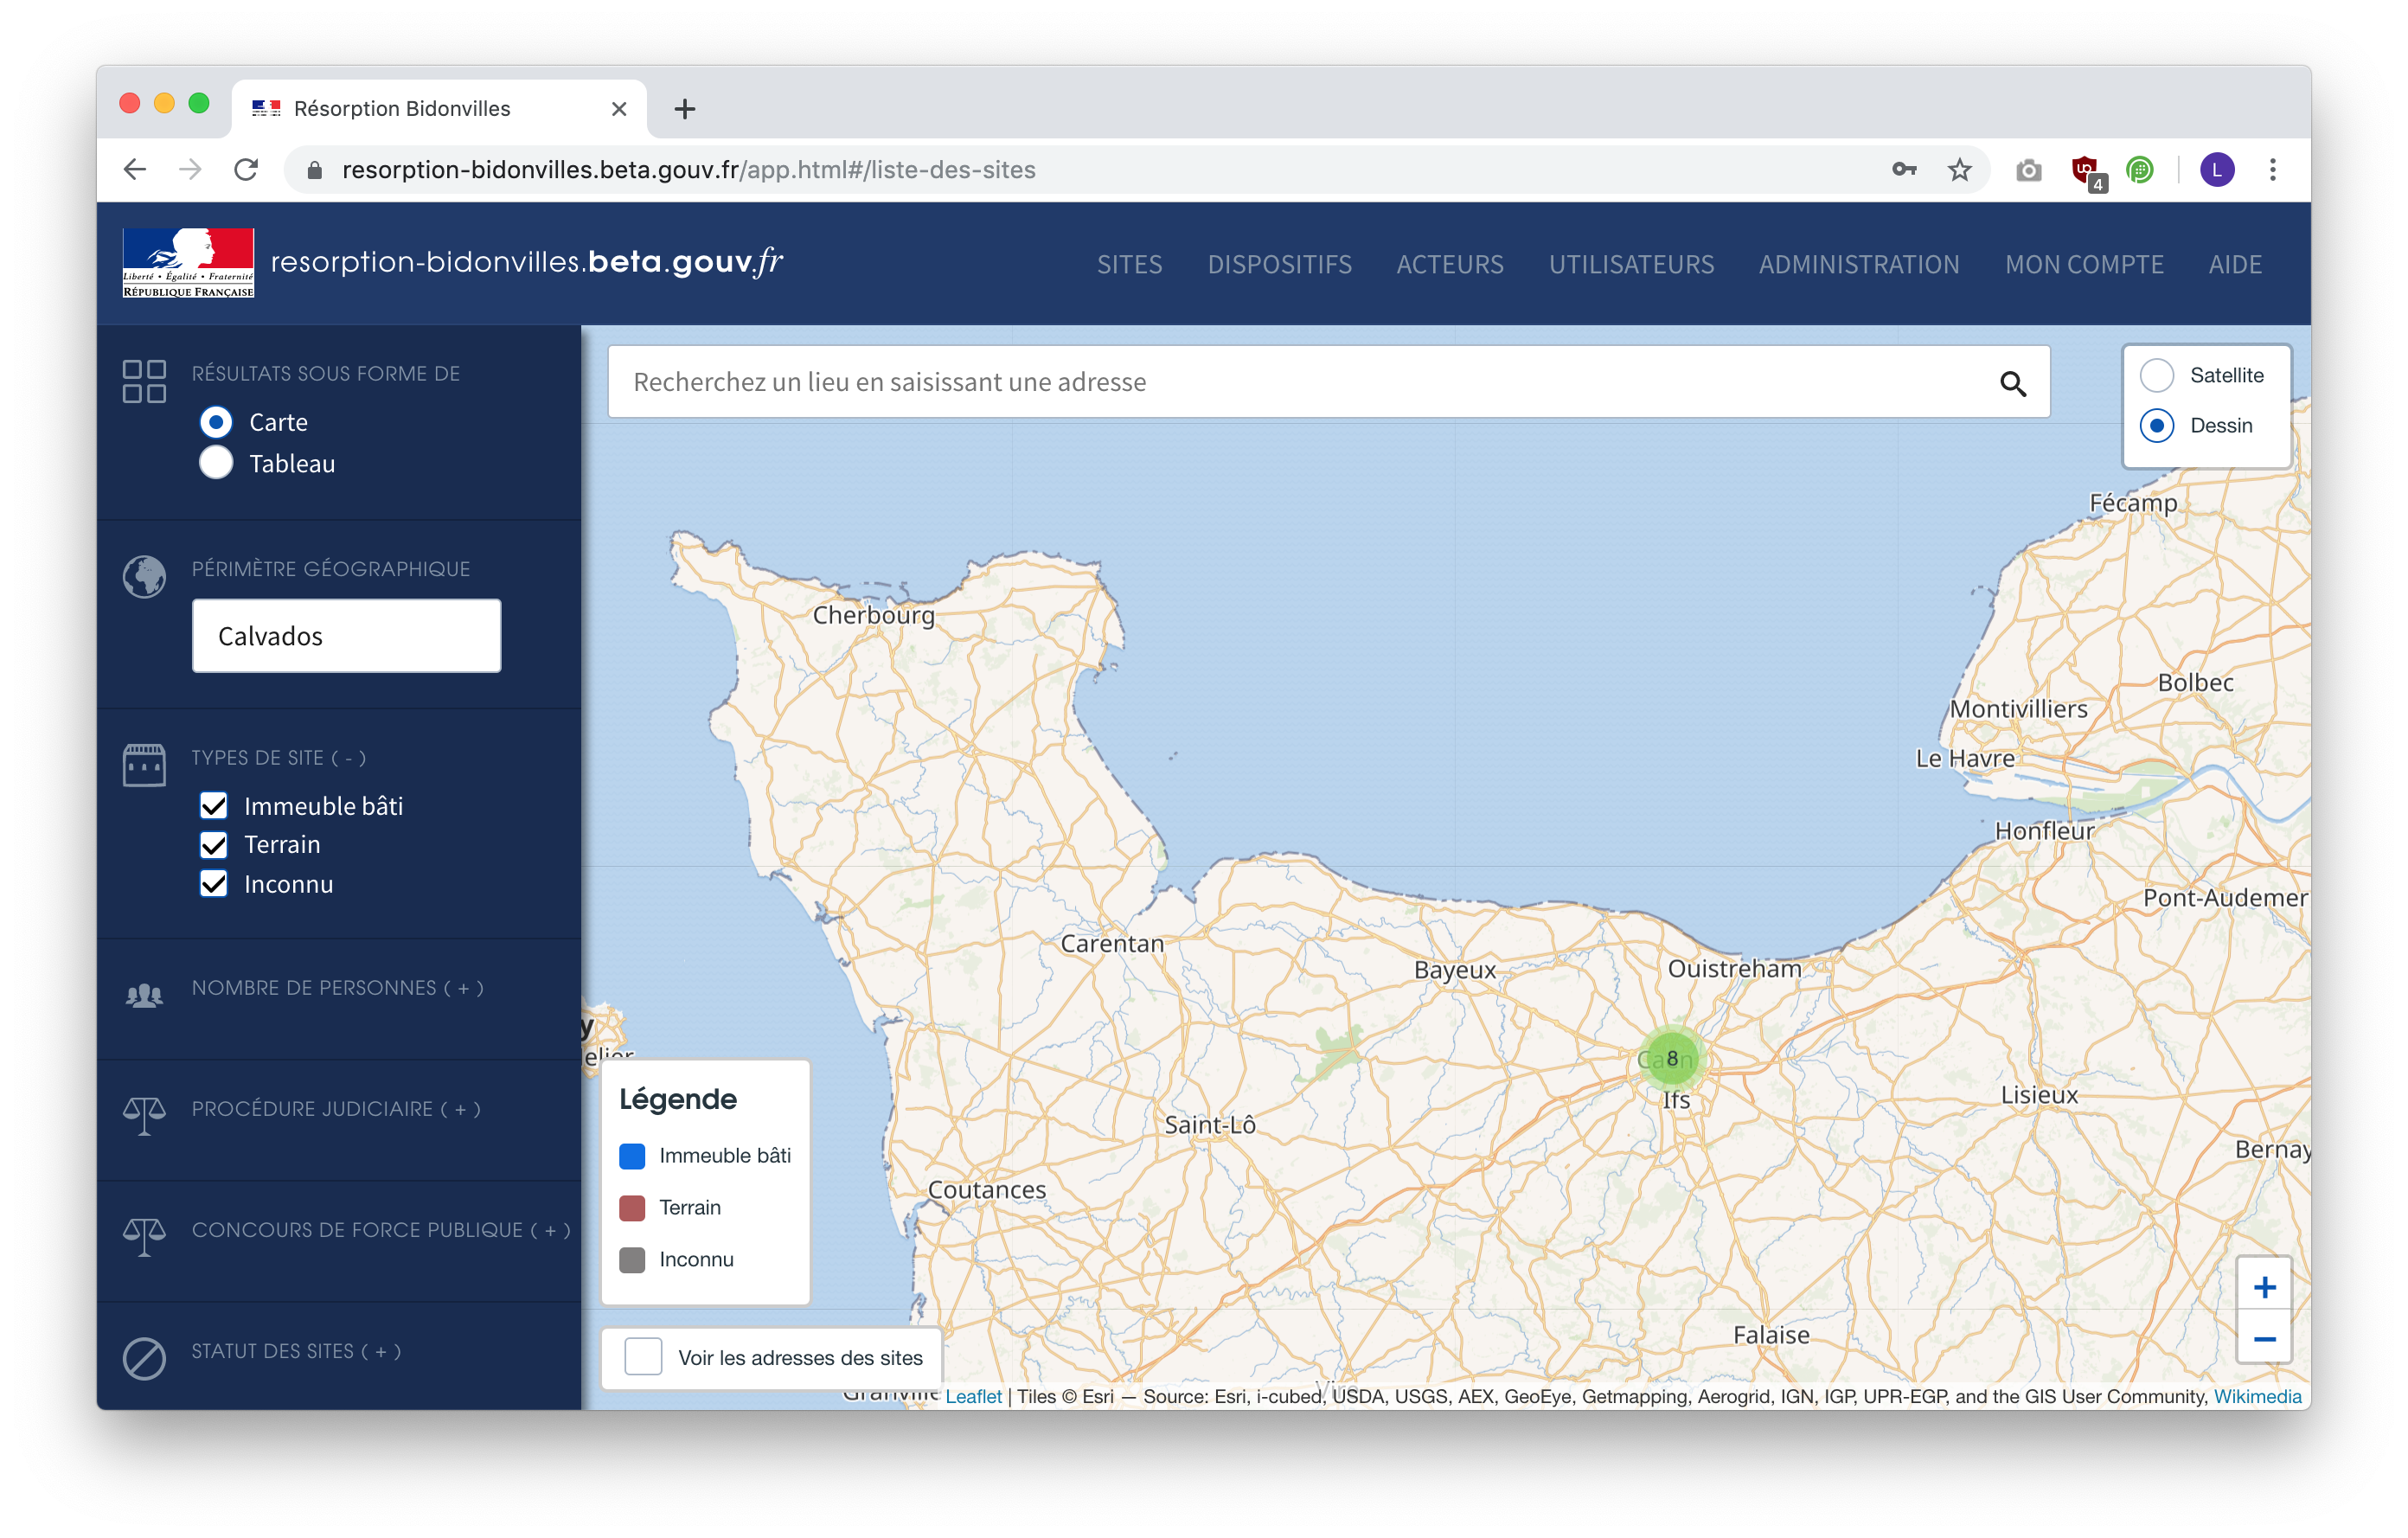 Résorption Bidonvilles
resorption-bidonvilles.beta.gouv.fr/app.html#/liste-des-sites
4
L
Liberté • Égalité • Fraternité
RÉPUBLIQUE FRANÇAISE
resorption-bidonvilles.beta.gouv.fr
SITES DISPOSITIFS ACTEURS UTILISATEURS ADMINISTRATION MON COMPTE AIDE
RÉSULTATS SOUS FORME DE
Carte
Tableau
PÉRIMÈTRE GÉOGRAPHIQUE
Calvados
TYPES DE SITE ( - )
Immeuble bâti
Terrain
Inconnu
NOMBRE DE PERSONNES ( + )
PROCÉDURE JUDICIAIRE ( + )
CONCOURS DE FORCE PUBLIQUE ( + )
STATUT DES SITES ( + )
Recherchez un lieu en saisissant une adresse
Satellite
Dessin
Fécamp
Cherbourg
Bolbec
Montivilliers
Le Havre
Honfleur
Pont-Audemer
Carentan
Bayeux
Ouistreham
Caen
8
Ifs
Lisieux
Saint-Lô
Bernay
Coutances
Falaise
Granville
y
elier
Légende
Immeuble bâti
Terrain
Inconnu
Voir les adresses des sites
+
−
Leaflet | Tiles © Esri — Source: Esri, i-cubed, USDA, USGS, AEX, GeoEye, Getmapping, Aerogrid, IGN, IGP, UPR-EGP, and the GIS User Community, Wikimedia